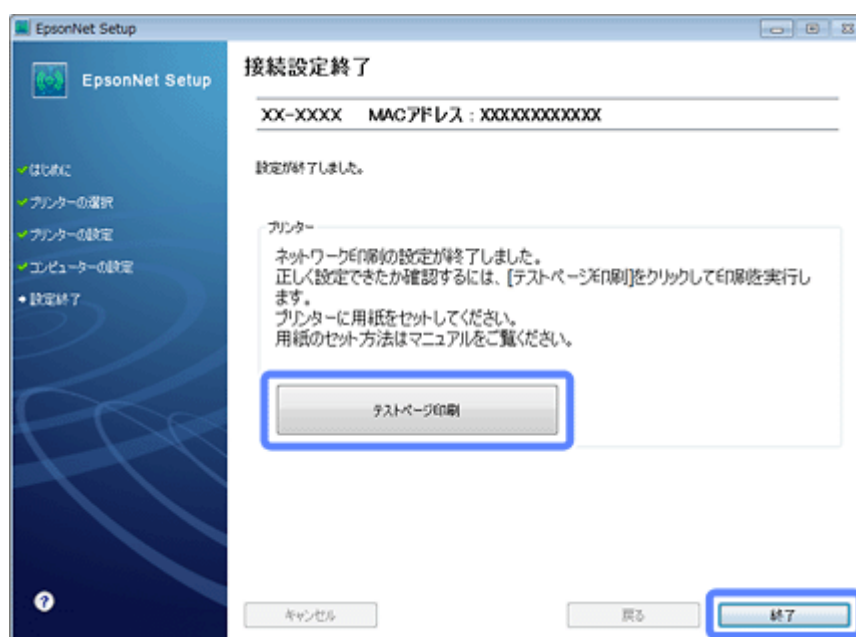 EpsonNet Setup
EpsonNet Setup
はじめに
プリンターの選択
プリンターの設定
コンピューターの設定
設定終了
接続設定終了
XX-XXXX MACアドレス：XXXXXXXXXXXX
設定が終了しました。
プリンター
ネットワーク印刷の設定が終了しました。
正しく設定できたか確認するには、[テストページ印刷]をクリックして印刷を実行し
ます。
プリンターに用紙をセットしてください。
用紙のセット方法はマニュアルをご覧ください。
テストページ印刷
?
キャンセル
戻る
終了